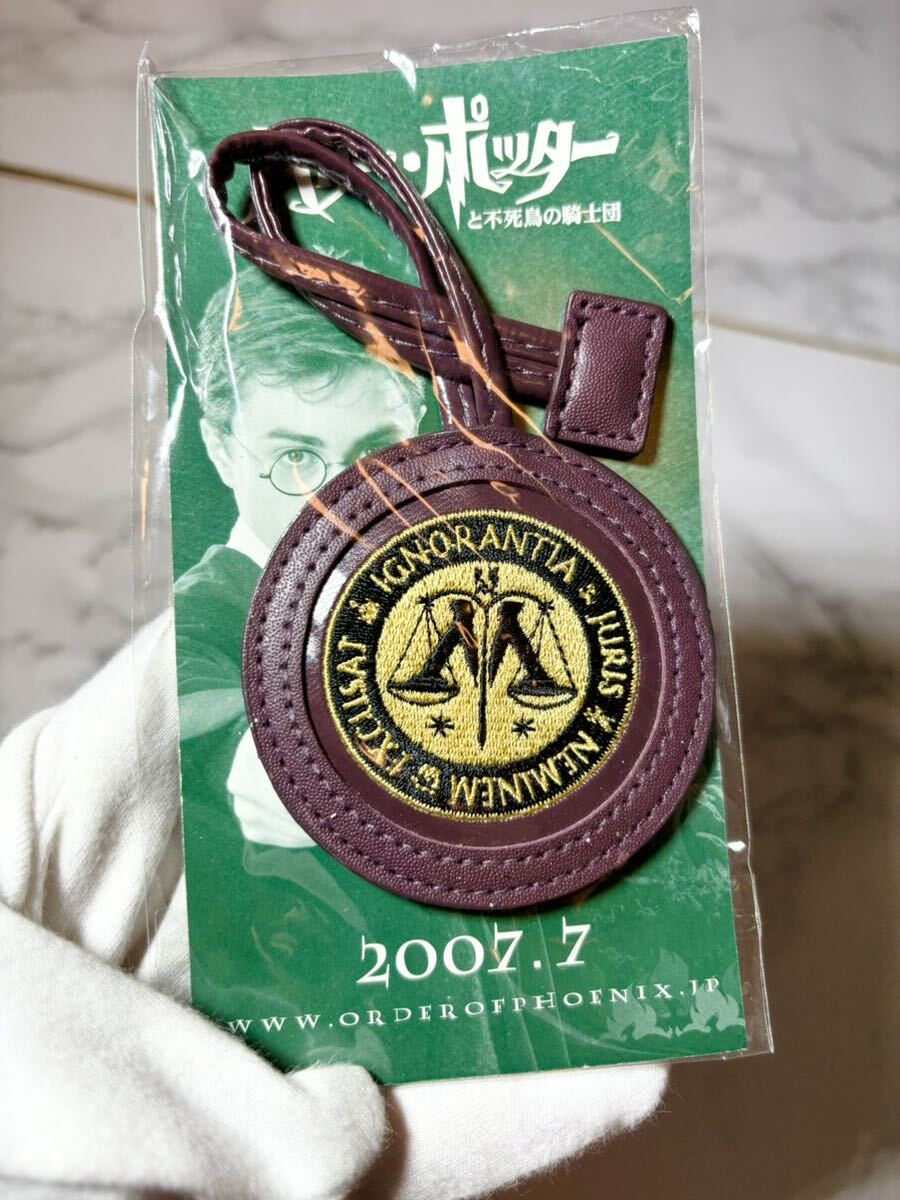 ・ポッター
と不死鳥の騎士団
IGNORANTIA JURIS NEMINEM EXCUSAT
M
2007.7
WWW.ORDEROFPHOENIX.JP